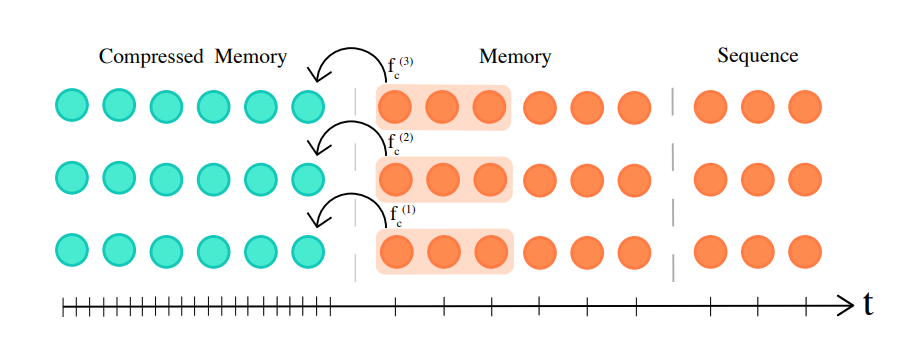 Compressed Memory
Memory
Sequence
f_c^(3)
f_c^(2)
f_c^(1)
t